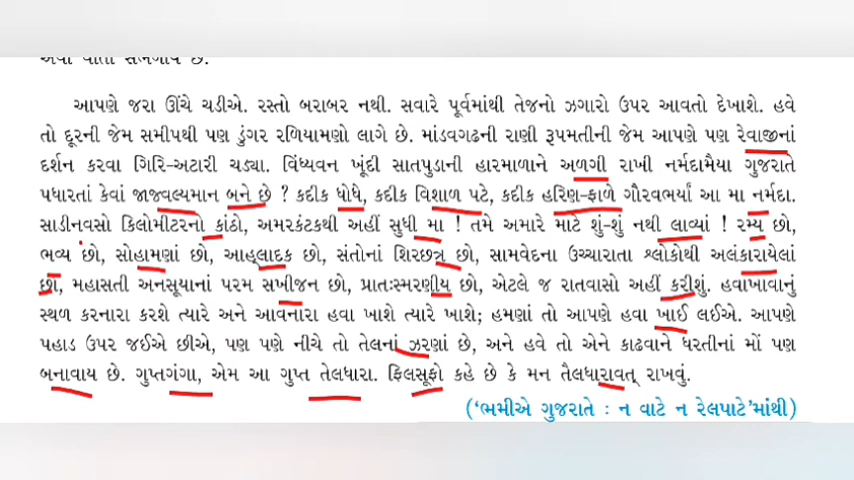 આપણે જરા ઊંચે ચડીએ. રસ્તો બરાબર નથી. સવારે પૂર્વમાંથી તેજનો ઝગારો ઉપર આવતો દેખાશે. હવે
તો દૂરની જેમ સમીપથી પણ ડુંગર રળિયામણો લાગે છે. માંડવગઢની રાણી રૂપમતીની જેમ આપણે પણ રેવાજીનાં
દર્શન કરવા ગિરિ-અટારી ચડ્યા. વિંધ્યવન ખૂંદી સાતપુડાની હારમાળાને અળગી રાખી નર્મદામૈયા ગુજરાતે
પધારતાં કેવાં જાજ્વલ્યમાન બને છે ? કદીક ધોધે, કદીક વિશાળ પટે, કદીક હરિણ-ફાળે ગૌરવભર્યાં આ મા નર્મદા.
સાડીનવસો કિલોમીટરનો કાંઠો, અમરકંટકથી અહીં સુધી મા ! તમે અમારે માટે શું-શું નથી લાવ્યાં ! રમ્ય છો,
ભવ્ય છો, સોહામણાં છો, આહ્લાદક છો, સંતોનાં શિરછત્ર છો, સામવેદના ઉચ્ચારાતા શ્લોકોથી અલંકારાયેલાં
છો, મહાસતી અનસૂયાનાં પરમ સખીજન છો, પ્રાતઃસ્મરણીય છો, એટલે જ રાતવાસો અહીં કરીશું. હવાખાવાનું
સ્થળ કરનારા કરશે ત્યારે અને આવનારા હવા ખાશે ત્યારે ખાશે; હમણાં તો આપણે હવા ખાઈ લઈએ. આપણે
પહાડ ઉપર જઈએ છીએ, પણ પણે નીચે તો તેલનાં ઝરણાં છે, અને હવે તો એને કાઢવાને ધરતીનાં મોં પણ
બનાવાય છે. ગુપ્તગંગા, એમ આ ગુપ્ત તેલધારા. ફિલસૂફો કહે છે કે મન તૈલધારાવત્ રાખવું.
('ભમીએ ગુજરાતે : ન વાટે ન રેલપાટે'માંથી)